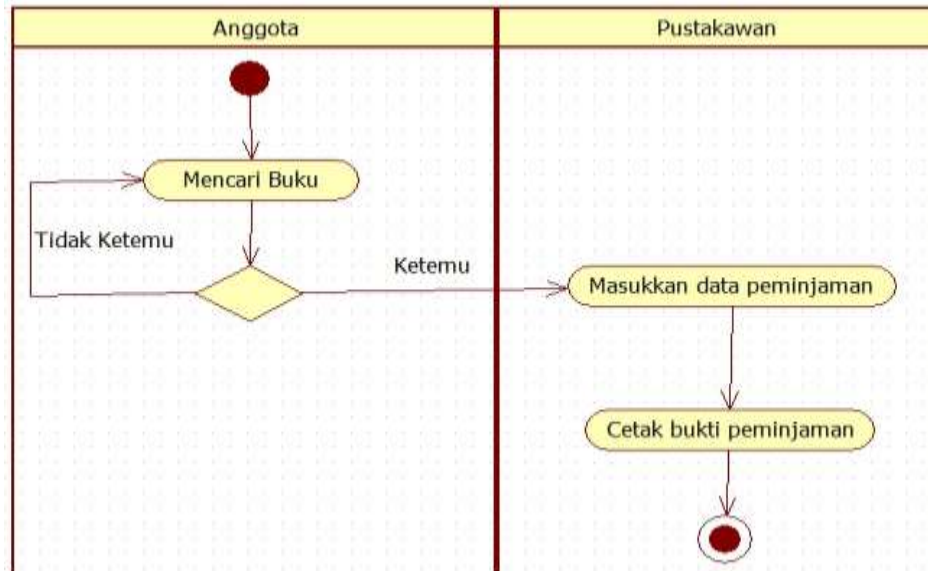 Anggota
Pustakawan
Mencari Buku
Tidak Ketemu
Ketemu
Masukkan data peminjaman
Cetak bukti peminjaman